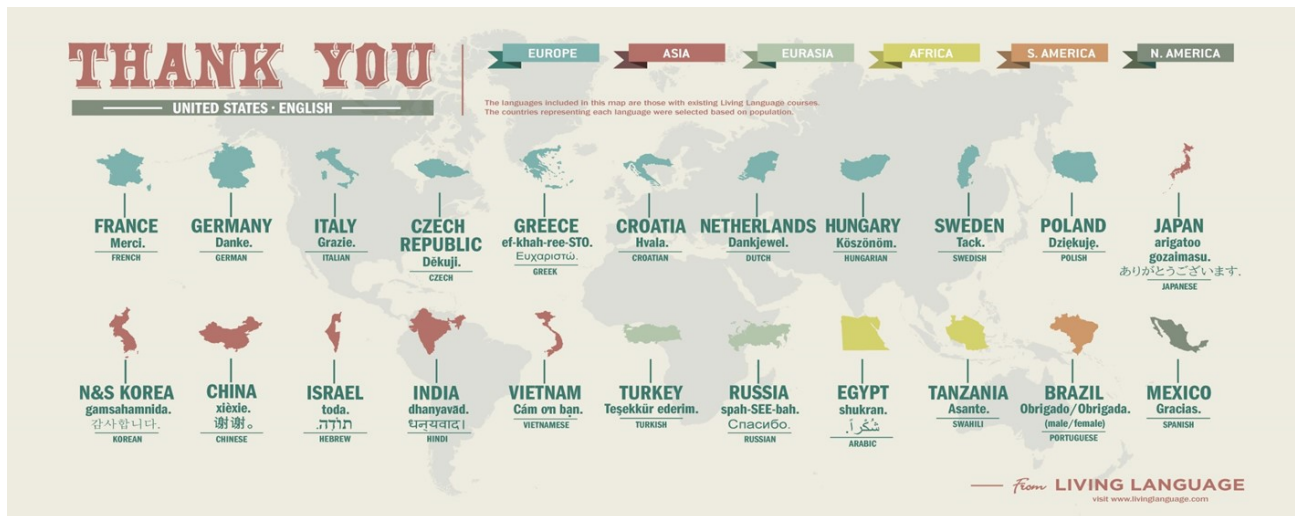 THANK YOU
UNITED STATES · ENGLISH
EUROPE
ASIA
EURASIA
AFRICA
S. AMERICA
N. AMERICA
The languages included in this map are those with existing Living Language courses.
The countries representing each language were selected based on population.
FRANCE
Merci.
FRENCH
GERMANY
Danke.
GERMAN
ITALY
Grazie.
ITALIAN
CZECH
REPUBLIC
Děkuji.
CZECH
GREECE
ef-khah-ree-STO.
Ευχαριστώ.
GREEK
CROATIA
Hvala.
CROATIAN
NETHERLANDS
Dankjewel.
DUTCH
HUNGARY
Köszönöm.
HUNGARIAN
SWEDEN
Tack.
SWEDISH
POLAND
Dziękuję.
POLISH
JAPAN
arigatoo
gozaimasu.
ありがとうございます。
JAPANESE
N&S KOREA
gamsahamnida.
감사합니다.
KOREAN
CHINA
xièxie.
谢谢。
CHINESE
ISRAEL
toda.
תודה.
HEBREW
INDIA
dhanyavād.
धन्यवाद।
HINDI
VIETNAM
Cám ơn bạn.
VIETNAMESE
TURKEY
Teşekkür ederim.
TURKISH
RUSSIA
spah-SEE-bah.
Спасибо.
RUSSIAN
EGYPT
shukran.
شُكْراً.
ARABIC
TANZANIA
Asante.
SWAHILI
BRAZIL
Obrigado/Obrigada.
(male/female)
PORTUGUESE
MEXICO
Gracias.
SPANISH
From LIVING LANGUAGE
visit www.livinglanguage.com